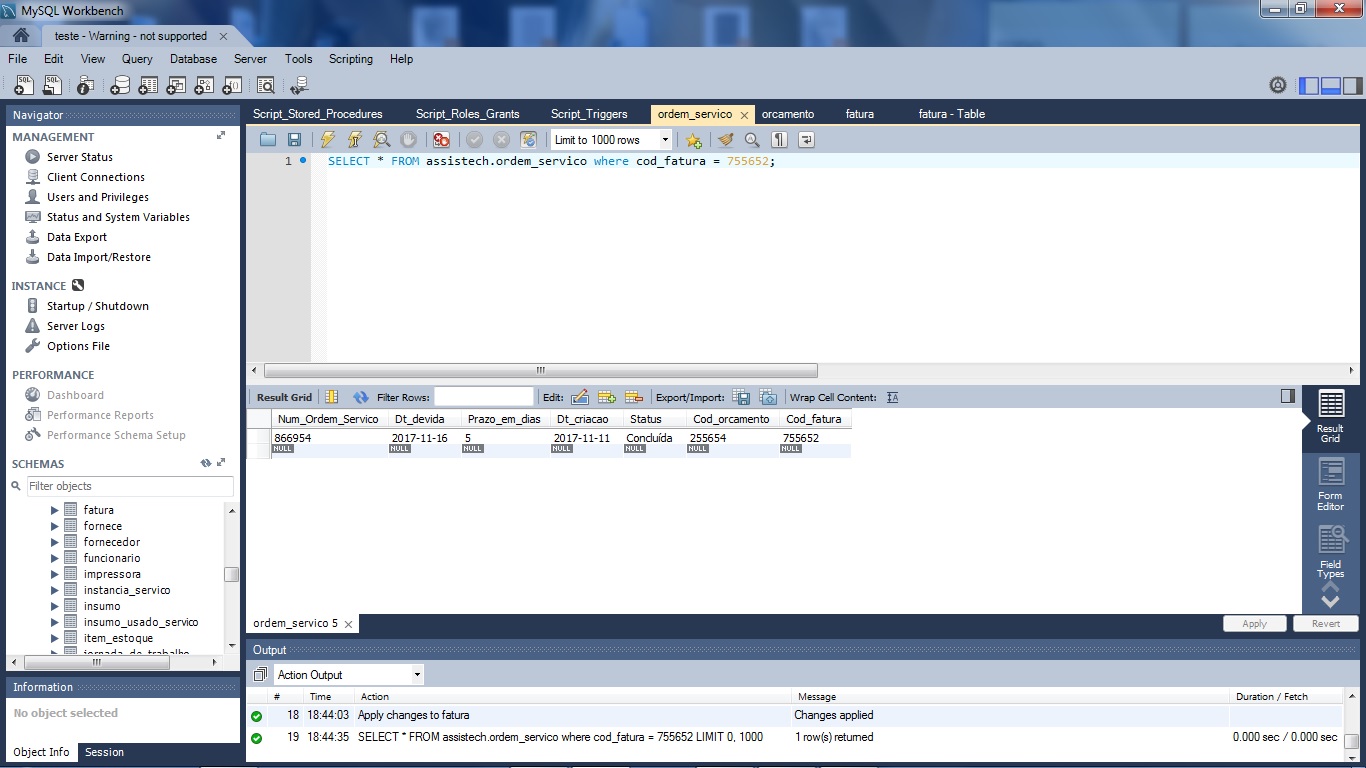 MySQL Workbench
teste - Warning - not supported
File Edit View Query Database Server Tools Scripting Help
Navigator
MANAGEMENT
Server Status
Client Connections
Users and Privileges
Status and System Variables
Data Export
Data Import/Restore
INSTANCE
Startup / Shutdown
Server Logs
Options File
PERFORMANCE
Dashboard
Performance Reports
Performance Schema Setup
SCHEMAS
Filter objects
fatura
fornece
fornecedor
funcionario
impressora
instancia_servico
insumo
insumo_usado_servico
item_estoque
jornada_de_trabalho
Information
No object selected
Object Info Session
Script_Stored_Procedures Script_Roles_Grants Script_Triggers ordem_servico orcamento fatura fatura - Table
Limit to 1000 rows
1 SELECT * FROM assistech.ordem_servico where cod_fatura = 755652;
Result Grid Filter Rows: Edit: Export/Import: Wrap Cell Content:
Num_Ordem_Servico Dt_devida Prazo_em_dias Dt_criacao Status Cod_orcamento Cod_fatura
866954 2017-11-16 5 2017-11-11 Concluída 255654 755652
NULL NULL NULL NULL NULL NULL NULL
Result
Grid
Form
Editor
Field
Types
ordem_servico 5
Apply Revert
Output
Action Output
# Time Action Message Duration / Fetch
18 18:44:03 Apply changes to fatura Changes applied
19 18:44:35 SELECT * FROM assistech.ordem_servico where cod_fatura = 755652 LIMIT 0, 1000 1 row(s) returned 0.000 sec / 0.000 sec